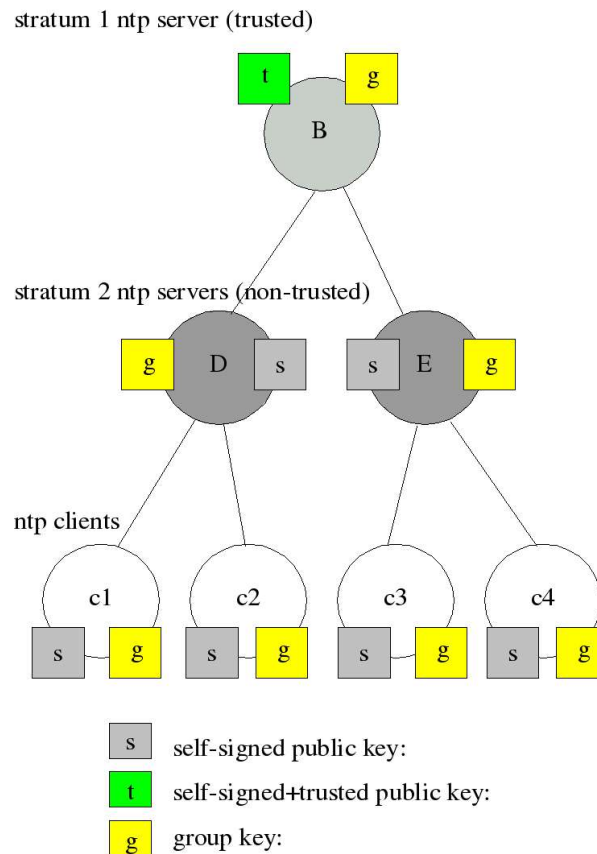 stratum 1 ntp server (trusted)
t
g
B
stratum 2 ntp servers (non-trusted)
g
D
s
s
E
g
ntp clients
c1
c2
c3
c4
s
g
s
g
s
g
s
g
s
self-signed public key:
t
self-signed+trusted public key:
g
group key: